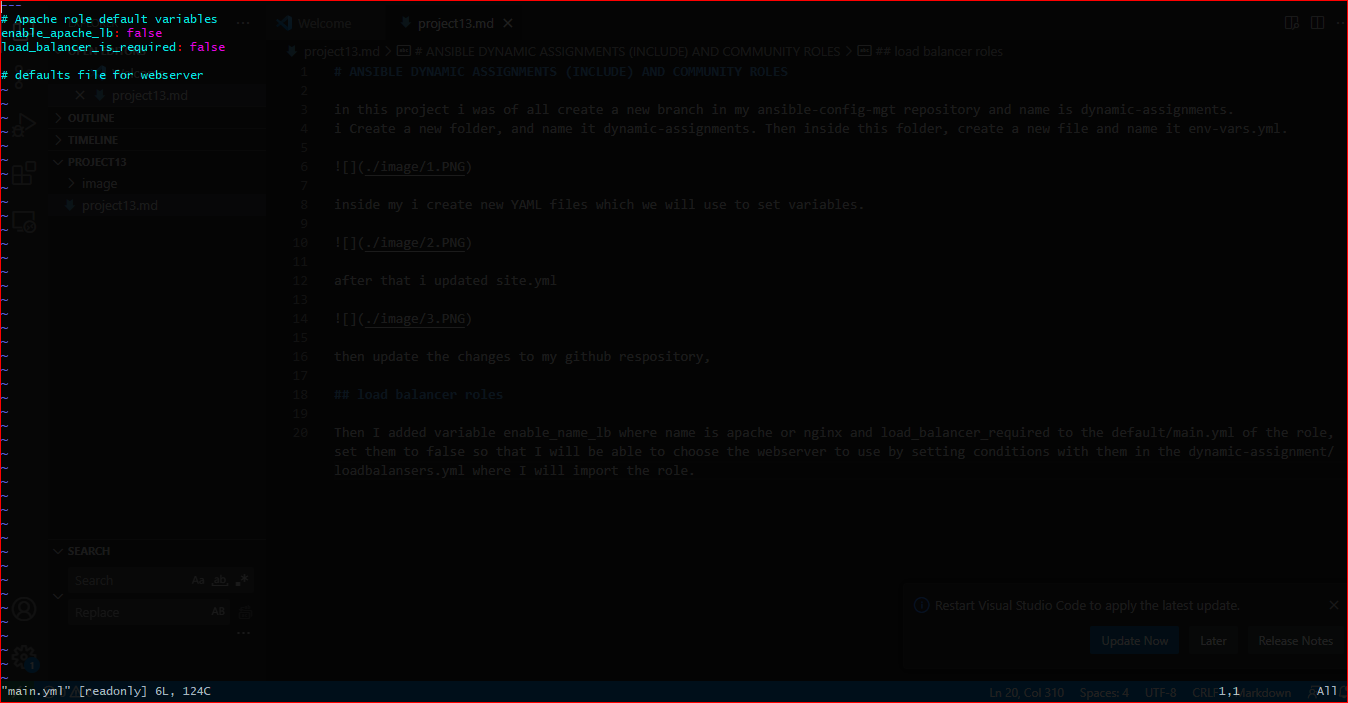 ---
# Apache role default variables
enable_apache_lb: false
load_balancer_is_required: false
# defaults file for webserver
~
Welcome
project13.md
project13.md > # ANSIBLE DYNAMIC ASSIGNMENTS (INCLUDE) AND COMMUNITY ROLES > ## load balancer roles
project13.md
OUTLINE
TIMELINE
PROJECT13
image
project13.md
1 # ANSIBLE DYNAMIC ASSIGNMENTS (INCLUDE) AND COMMUNITY ROLES
2
3 in this project i was of all create a new branch in my ansible-config-mgt repository and name is dynamic-assignments.
4 i Create a new folder, and name it dynamic-assignments. Then inside this folder, create a new file and name it env-vars.yml.
5
6 ![](./image/1.PNG)
7
8 inside my i create new YAML files which we will use to set variables.
9
10 ![](./image/2.PNG)
11
12 after that i updated site.yml
13
14 ![](./image/3.PNG)
15
16 then update the changes to my github respository,
17
18 ## load balancer roles
19
20 Then I added variable enable_name_lb where name is apache or nginx and load_balancer_required to the default/main.yml of the role,
set them to false so that I will be able to choose the webserver to use by setting conditions with them in the dynamic-assignment/
loadbalansers.yml where I will import the role.
SEARCH
Search Aa ab .*
Replace AB
Restart Visual Studio Code to apply the latest update.
Update Now Later Release Notes
1
"main.yml" [readonly] 6L, 124C
Ln 20, Col 310 Spaces: 4 UTF-8 CRLF Markdown
1,1 All